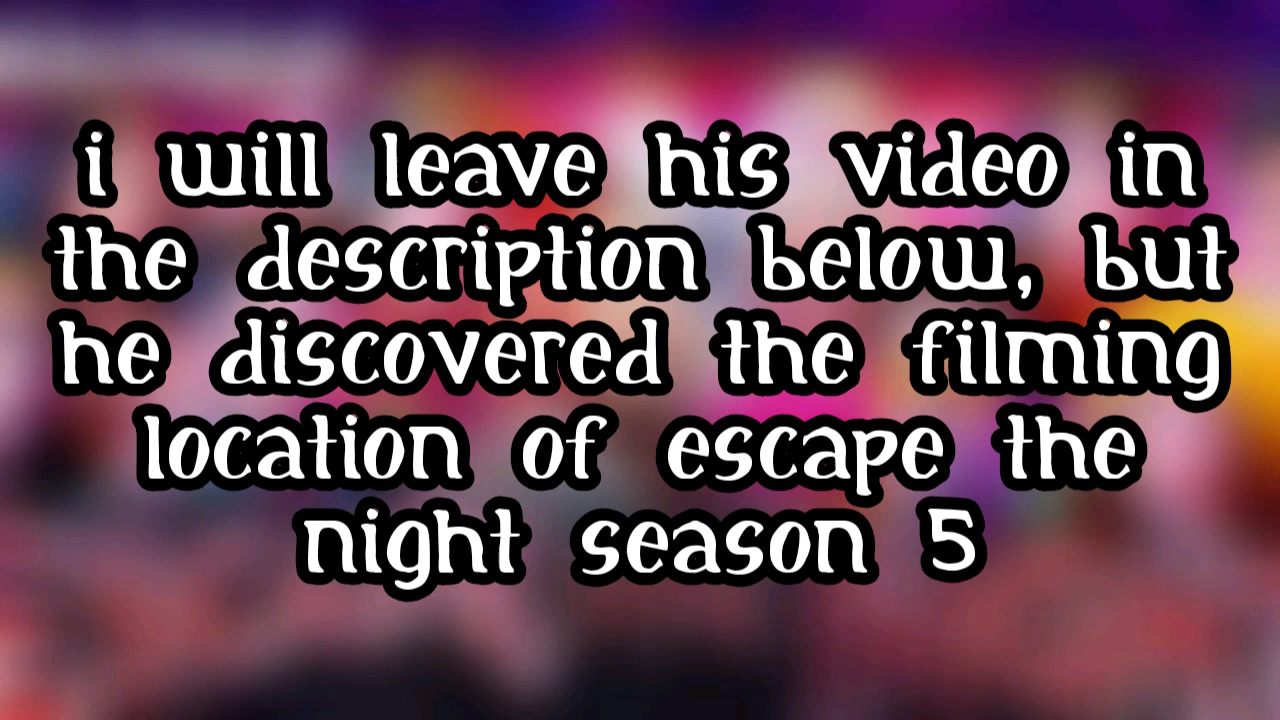 i will leave his video in
the description below, but
he discovered the filming
location of escape the
night season 5